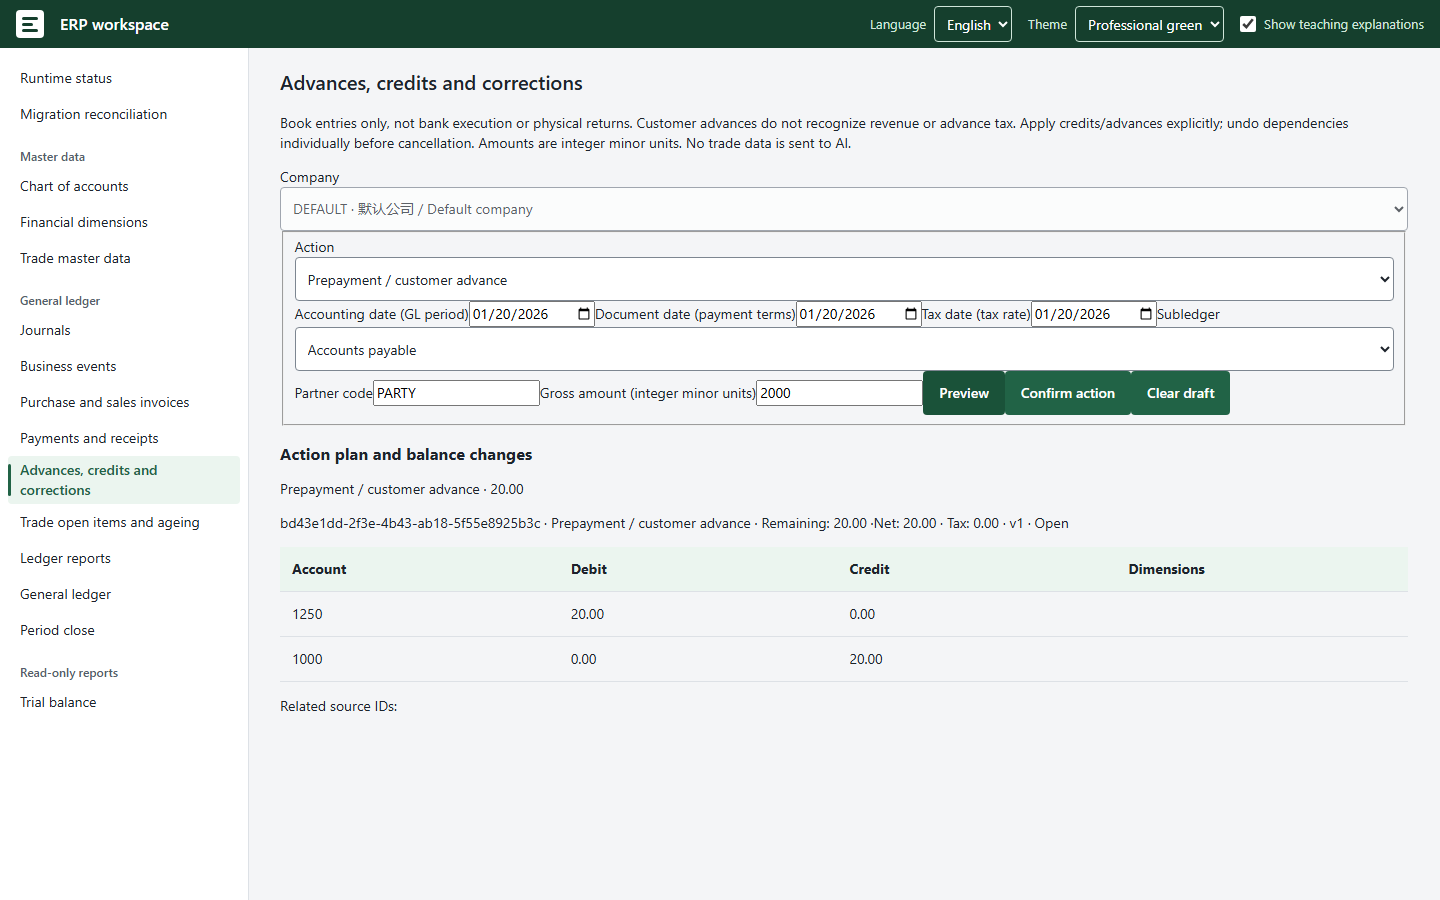 ERP workspace
Language English Theme Professional green Show teaching explanations
Runtime status
Migration reconciliation
Master data
Chart of accounts
Financial dimensions
Trade master data
General ledger
Journals
Business events
Purchase and sales invoices
Payments and receipts
Advances, credits and
corrections
Trade open items and ageing
Ledger reports
General ledger
Period close
Read-only reports
Trial balance
Advances, credits and corrections
Book entries only, not bank execution or physical returns. Customer advances do not recognize revenue or advance tax. Apply credits/advances explicitly; undo dependencies
individually before cancellation. Amounts are integer minor units. No trade data is sent to AI.
Company
DEFAULT · 默认公司 / Default company
Action
Prepayment / customer advance
Accounting date (GL period) 01/20/2026 Document date (payment terms) 01/20/2026 Tax date (tax rate) 01/20/2026 Subledger
Accounts payable
Partner code PARTY Gross amount (integer minor units) 2000 Preview Confirm action Clear draft
Action plan and balance changes
Prepayment / customer advance · 20.00
bd43e1dd-2f3e-4b43-ab18-5f55e8925b3c · Prepayment / customer advance · Remaining: 20.00 ·Net: 20.00 · Tax: 0.00 · v1 · Open
Account Debit Credit Dimensions
1250 20.00 0.00
1000 0.00 20.00
Related source IDs: